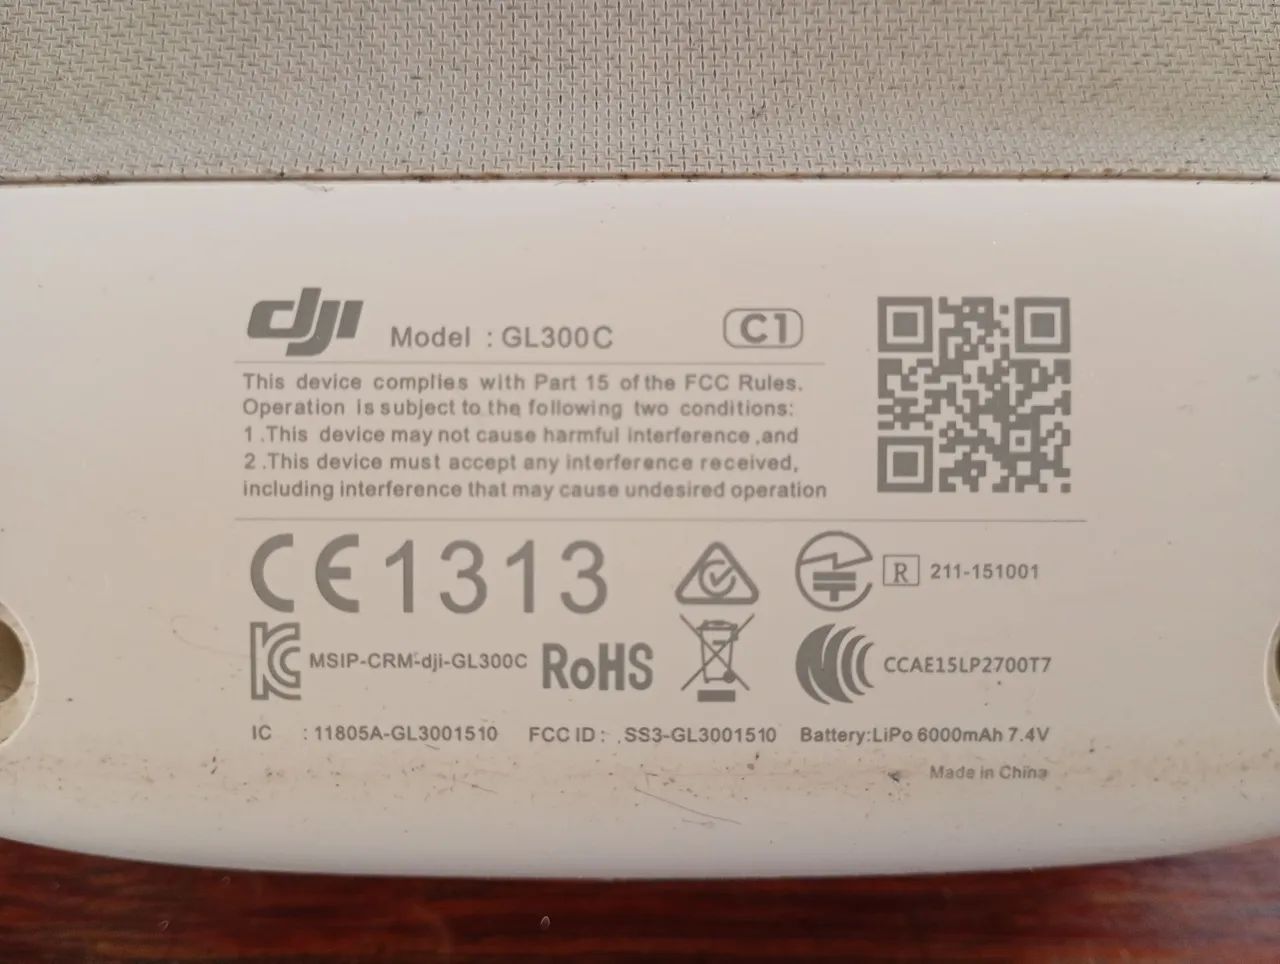 dji Model : GL300C C1
This device complies with Part 15 of the FCC Rules.
Operation is subject to the following two conditions:
1 .This device may not cause harmful interference ,and
2 .This device must accept any interference received,
including interference that may cause undesired operation
CE1313 R 211-151001
KC MSIP-CRM-dji-GL300C RoHS CCAE15LP2700T7
IC : 11805A-GL3001510 FCC ID : .SS3-GL3001510 Battery:LiPo 6000mAh 7.4V
Made in China